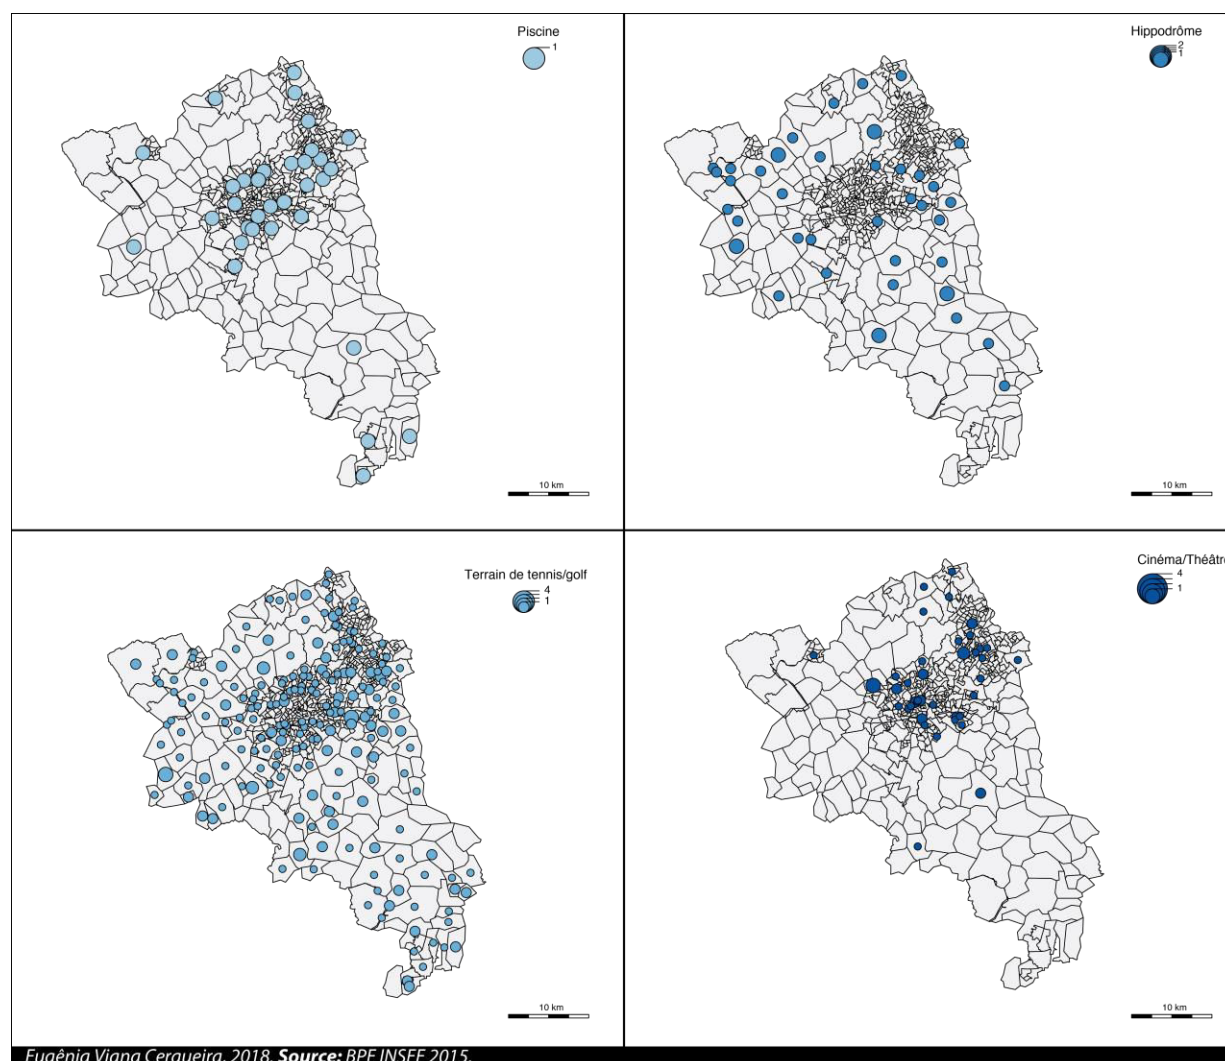 Piscine
1
Hippodrôme
2
1
10 km
10 km
Terrain de tennis/golf
4
1
Cinéma/Théâtre
4
1
10 km
10 km
Eugênia Viana Cerqueira, 2018. Source: BPE INSEE 2015.